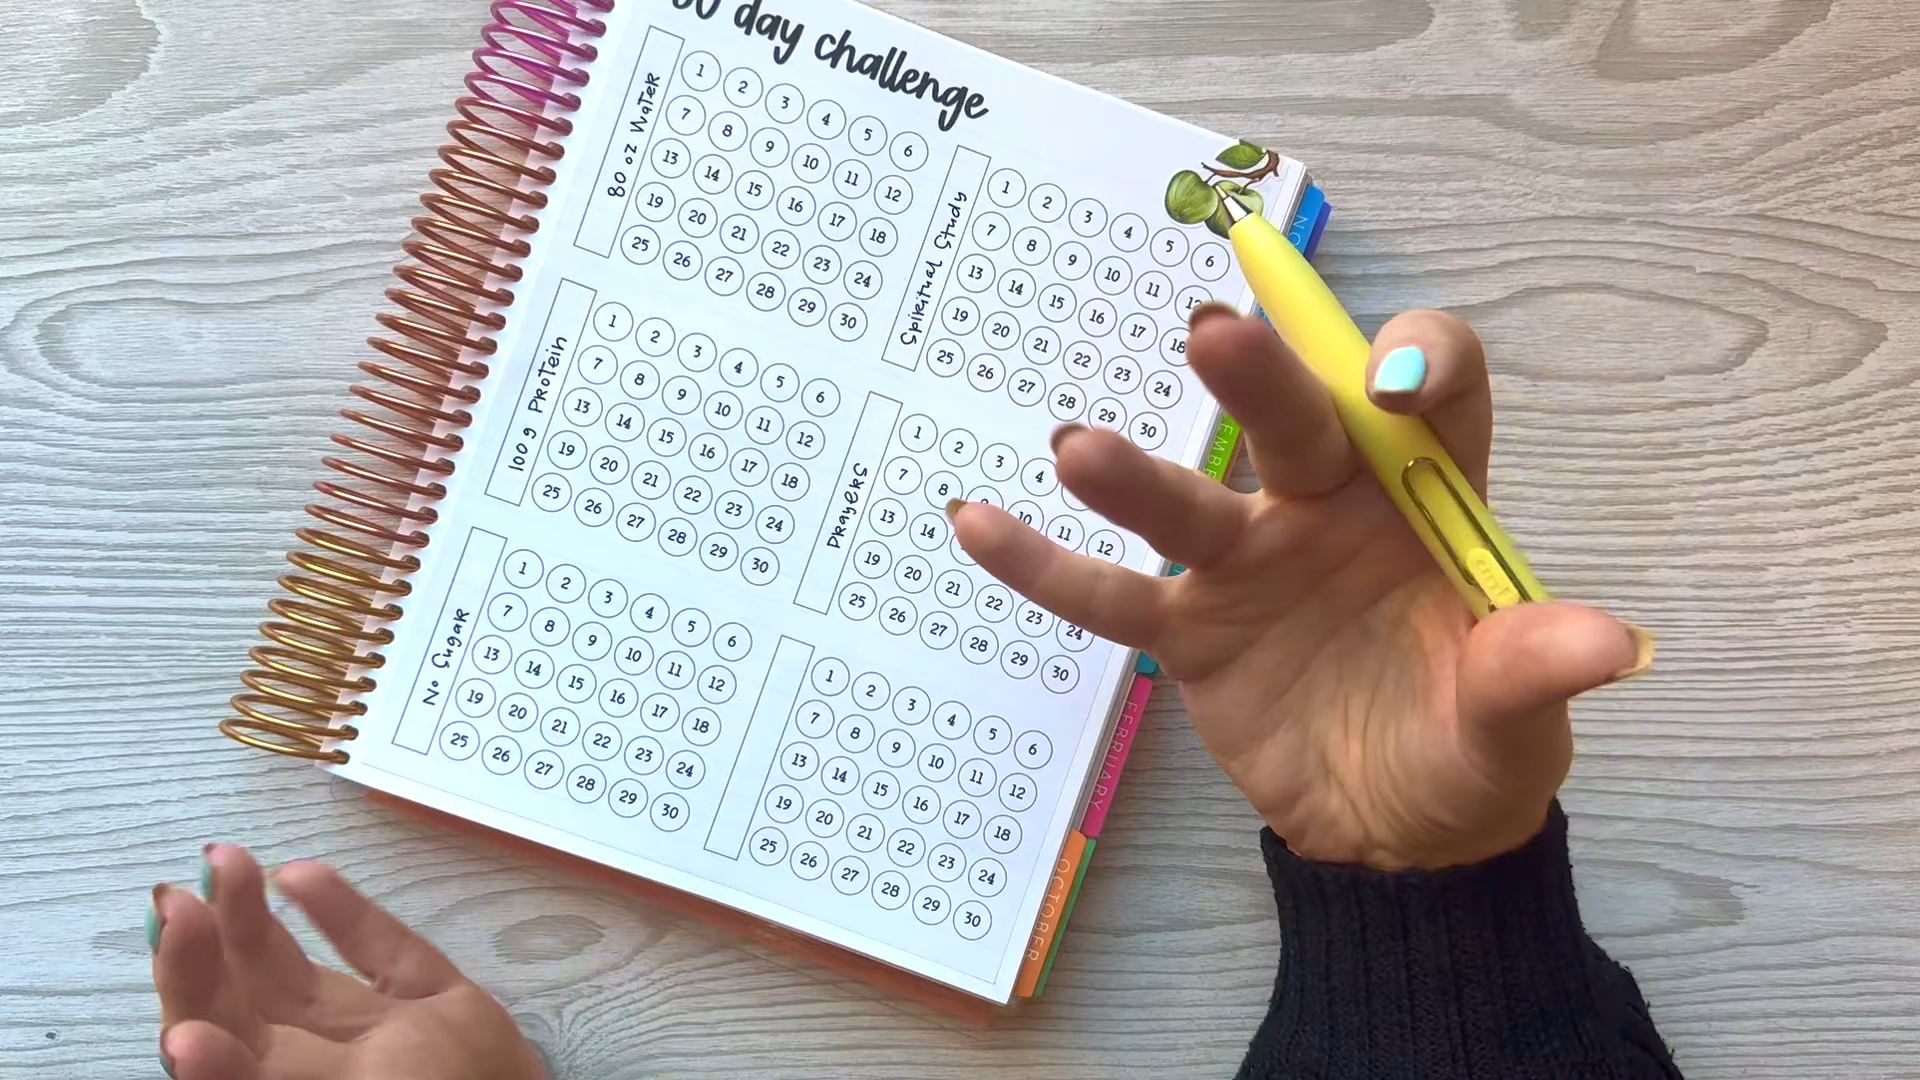 day challenge
80 oz Water
1 2 3 4 5 6
7 8 9 10 11 12
13 14 15 16 17 18
19 20 21 22 23 24
25 26 27 28 29 30
Spiritual Study
1 2 3 4 5 6
7 8 9 10 11
13 14 15 16 17 18
19 20 21 22 23 24
25 26 27 28 29 30
100 g Protein
1 2 3 4 5 6
7 8 9 10 11 12
13 14 15 16 17 18
19 20 21 22 23 24
25 26 27 28 29 30
Prayers
1 2 3 4
7 8 10 11 12
13 14
19 20 21 22 23 24
25 26 27 28 29 30
No Sugar
1 2 3 4 5 6
7 8 9 10 11 12
13 14 15 16 17 18
19 20 21 22 23 24
25 26 27 28 29 30
1 2 3 4 5 6
7 8 9 10 11 12
13 14 15 16 17 18
19 20 21 22 23 24
25 26 27 28 29 30
FEBRUARY
OCTOBER